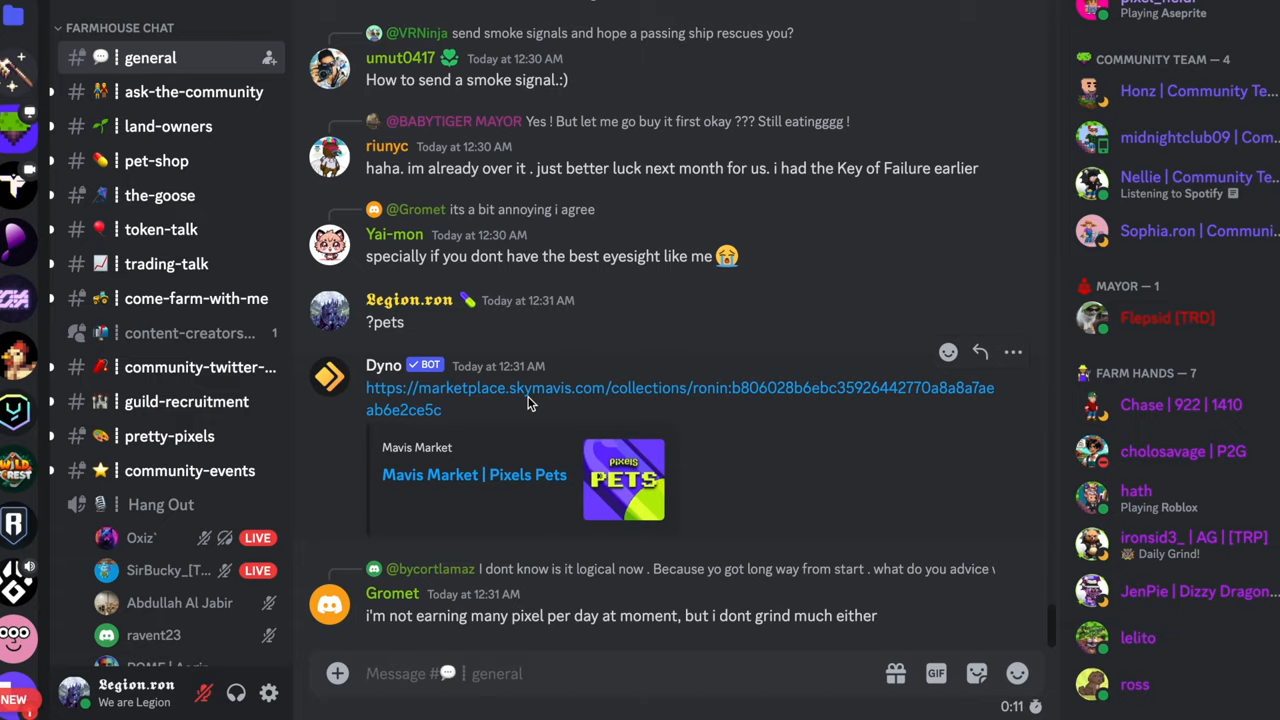 FARMHOUSE CHAT
general
ask-the-community
land-owners
pet-shop
the-goose
token-talk
trading-talk
come-farm-with-me
content-creators... 1
community-twitter-...
guild-recruitment
pretty-pixels
community-events
Hang Out
Oxiz` LIVE
SirBucky_[T... LIVE
Abdullah Al Jabir
ravent23
NEW
𝕷𝖊𝖌𝖎𝖔𝖓.𝖗𝖔𝖓
We are Legion
@VRNinja send smoke signals and hope a passing ship rescues you?
umut0417 Today at 12:30 AM
How to send a smoke signal.:)
@BABYTIGER MAYOR Yes ! But let me go buy it first okay ??? Still eatingggg !
riunyc Today at 12:30 AM
haha. im already over it . just better luck next month for us. i had the Key of Failure earlier
@Gromet its a bit annoying i agree
Yai-mon Today at 12:30 AM
specially if you dont have the best eyesight like me 😭
𝕷𝖊𝖌𝖎𝖔𝖓.𝖗𝖔𝖓 Today at 12:31 AM
?pets
Dyno ✓ BOT Today at 12:31 AM
https://marketplace.skymavis.com/collections/ronin:b806028b6ebc35926442770a8a8a7ae
ab6e2ce5c
Mavis Market
Mavis Market | Pixels Pets
PIXELS
PETS
@bycortlamaz I dont know is it logical now . Because yo got long way from start . what do you advice
Gromet Today at 12:31 AM
i'm not earning many pixel per day at moment, but i dont grind much either
Message #💬┆general
GIF
0:11
Playing Aseprite
COMMUNITY TEAM — 4
Honz | Community Te...
midnightclub09 | Com...
Nellie | Community Te...
Listening to Spotify
Sophia.ron | Communi...
MAYOR — 1
Flepsid [TRD]
FARM HANDS — 7
Chase | 922 | 1410
cholosavage | P2G
hath
Playing Roblox
ironsid3_ | AG | [TRP]
Daily Grind!
JenPie | Dizzy Dragon...
lelito
ross